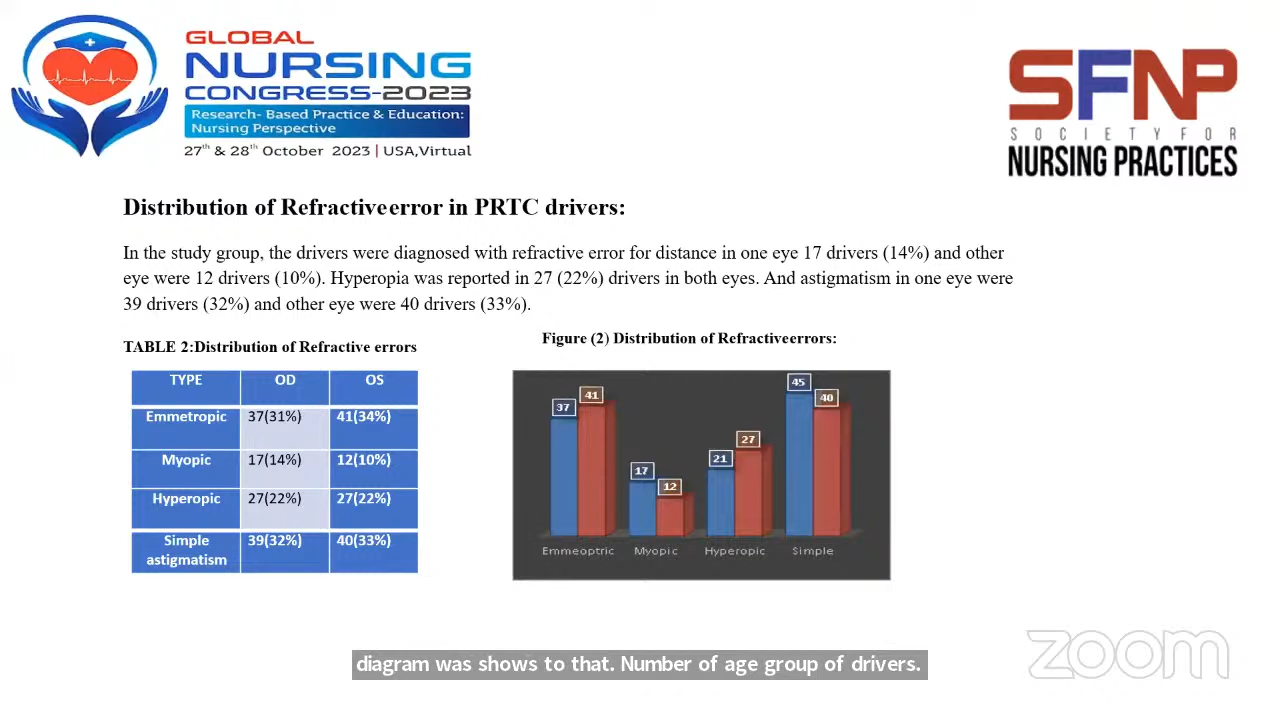 GLOBAL
NURSING
CONGRESS-2023
Research- Based Practice & Education:
Nursing Perspective
27th & 28th October 2023 | USA,Virtual
SFNP
SOCIETY FOR
NURSING PRACTICES
Distribution of Refractiveerror in PRTC drivers:
In the study group, the drivers were diagnosed with refractive error for distance in one eye 17 drivers (14%) and other
eye were 12 drivers (10%). Hyperopia was reported in 27 (22%) drivers in both eyes. And astigmatism in one eye were
39 drivers (32%) and other eye were 40 drivers (33%).
TABLE 2:Distribution of Refractive errors
TYPE OD OS
Emmetropic 37(31%) 41(34%)
Myopic 17(14%) 12(10%)
Hyperopic 27(22%) 27(22%)
Simple 39(32%) 40(33%)
astigmatism
Figure (2) Distribution of Refractiveerrors:
37 41 17 12 21 27 45 40
Emmeoptric Myopic Hyperopic Simple
diagram was shows to that. Number of age group of drivers.
zoom